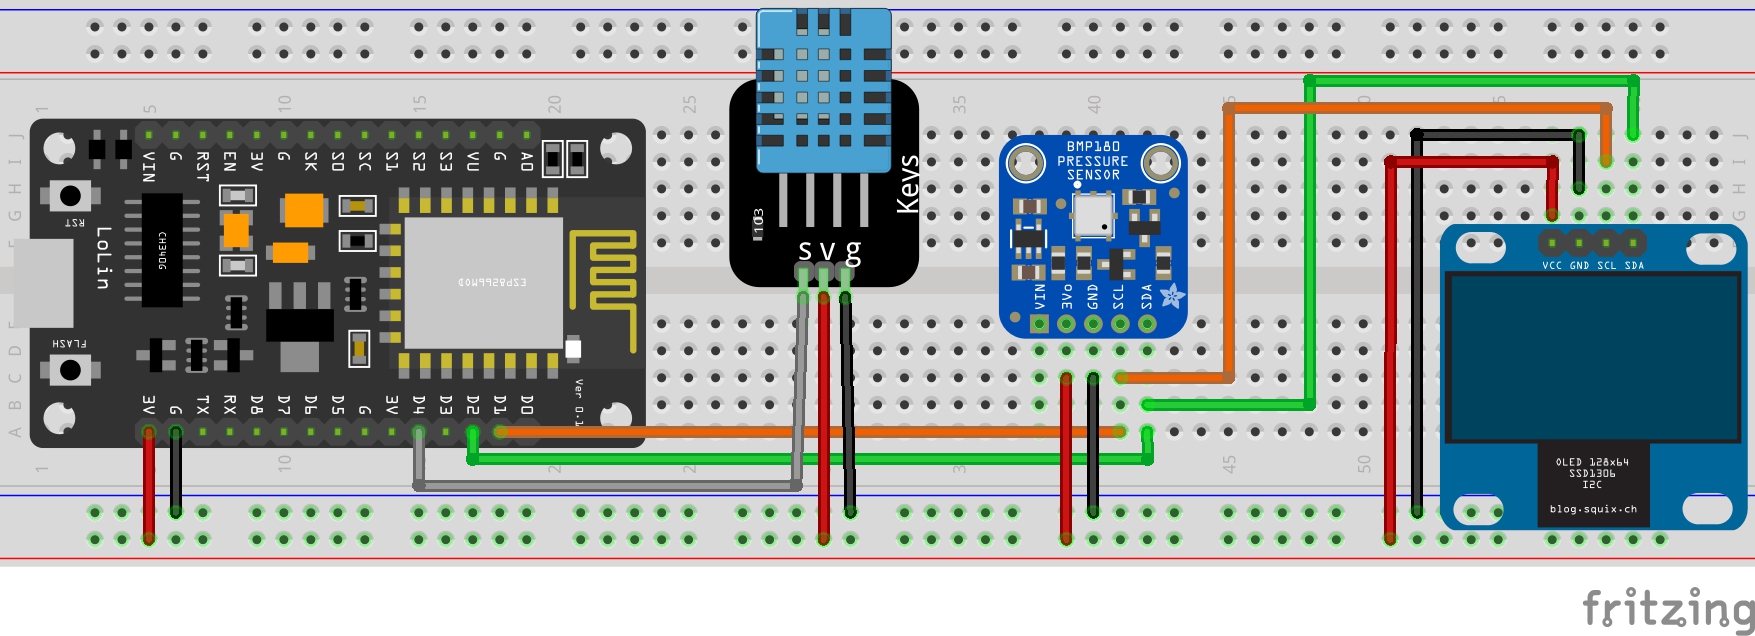 1
5
10
15
20
25
35
40
J
I
H
G
J
I
H
G
VIN
G
RST
EN
3V
G
SK
SO
SC
S1
S2
S3
VU
G
A0
RST
LoLin
CH340G
ESP8266MOD
FLASH
Ver 0.1
3V
G
TX
RX
D8
D7
D6
D5
G
3V
D4
D3
D2
D1
D0
103
Keys
s v g
BMP180
PRESSURE
SENSOR
VIN
3Vo
GND
SCL
SDA
VCC GND SCL SDA
OLED 128x64
SSD1306
I2C
blog.squix.ch
D
C
B
A
D
C
B
A
1
10
45
50
fritzing